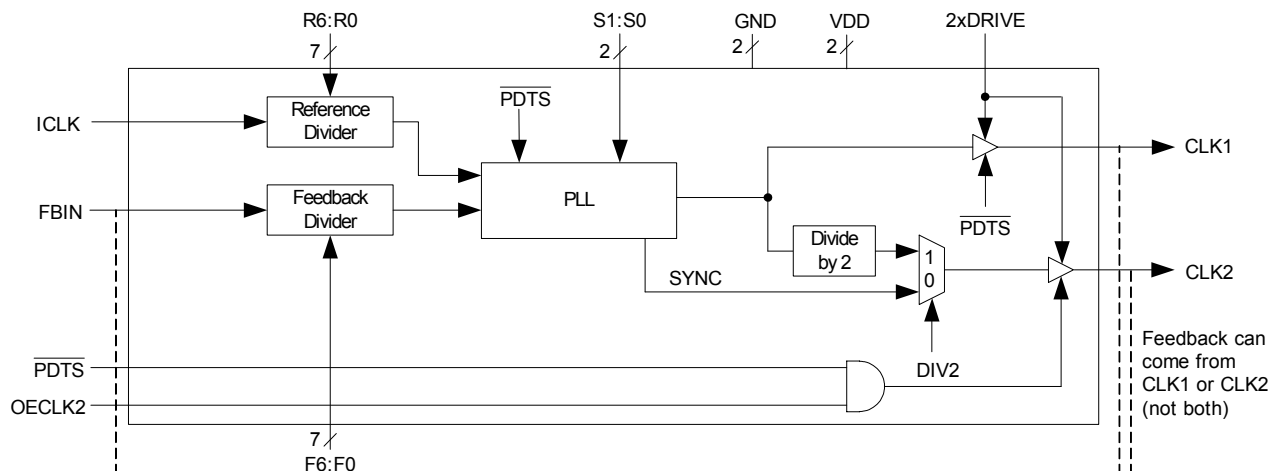 R6:R0
S1:S0
GND
VDD
2xDRIVE
7
2
2
2
PDTS
ICLK
Reference
Divider
CLK1
FBIN
Feedback
Divider
PLL
PDTS
Divide
by 2
1
0
SYNC
CLK2
PDTS
OECLK2
DIV2
Feedback can
come from
CLK1 or CLK2
(not both)
7
F6:F0